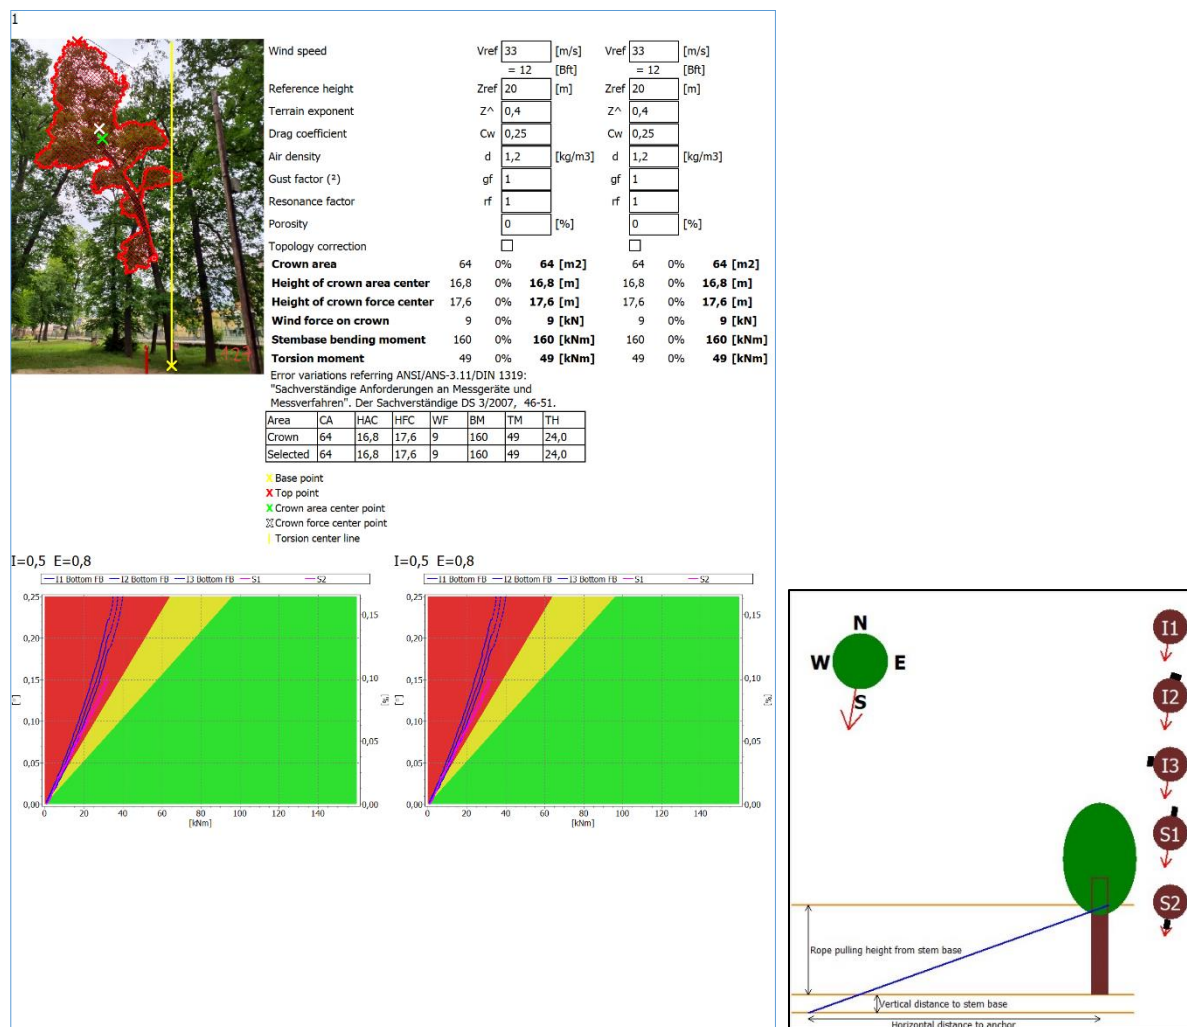 1
Wind speed Vref 33 [m/s] Vref 33 [m/s]
= 12 [Bft] = 12 [Bft]
Reference height Zref 20 [m] Zref 20 [m]
Terrain exponent Z^ 0,4 Z^ 0,4
Drag coefficient Cw 0,25 Cw 0,25
Air density d 1,2 [kg/m3] d 1,2 [kg/m3]
Gust factor (²) gf 1 gf 1
Resonance factor rf 1 rf 1
Porosity 0 [%] 0 [%]
Topology correction
Crown area 64 0% 64 [m2] 64 0% 64 [m2]
Height of crown area center 16,8 0% 16,8 [m] 16,8 0% 16,8 [m]
Height of crown force center 17,6 0% 17,6 [m] 17,6 0% 17,6 [m]
Wind force on crown 9 0% 9 [kN] 9 0% 9 [kN]
Stembase bending moment 160 0% 160 [kNm] 160 0% 160 [kNm]
Torsion moment 49 0% 49 [kNm] 49 0% 49 [kNm]
Error variations referring ANSI/ANS-3.11/DIN 1319:
"Sachverständige Anforderungen an Messgeräte und
Messverfahren". Der Sachverständige DS 3/2007, 46-51.
Area CA HAC HFC WF BM TM TH
Crown 64 16,8 17,6 9 160 49 24,0
Selected 64 16,8 17,6 9 160 49 24,0
X Base point
X Top point
X Crown area center point
X Crown force center point
| Torsion center line
I=0,5 E=0,8 I=0,5 E=0,8
I1 Bottom FB I2 Bottom FB I3 Bottom FB S1 S2
0,25 0,20 0,15 0,10 0,05 0,00
[°]
0 20 40 60 80 100 120 140
[kNm]
0,15 0,10 0,05 0,00
[%]
I1 Bottom FB I2 Bottom FB I3 Bottom FB S1 S2
0,25 0,20 0,15 0,10 0,05 0,00
[°]
0 20 40 60 80 100 120 140
[kNm]
0,15 0,10 0,05 0,00
[%]
N
W E
S
I1
I2
I3
S1
S2
Rope pulling height from stem base
Vertical distance to stem base
Horizontal distance to anchor